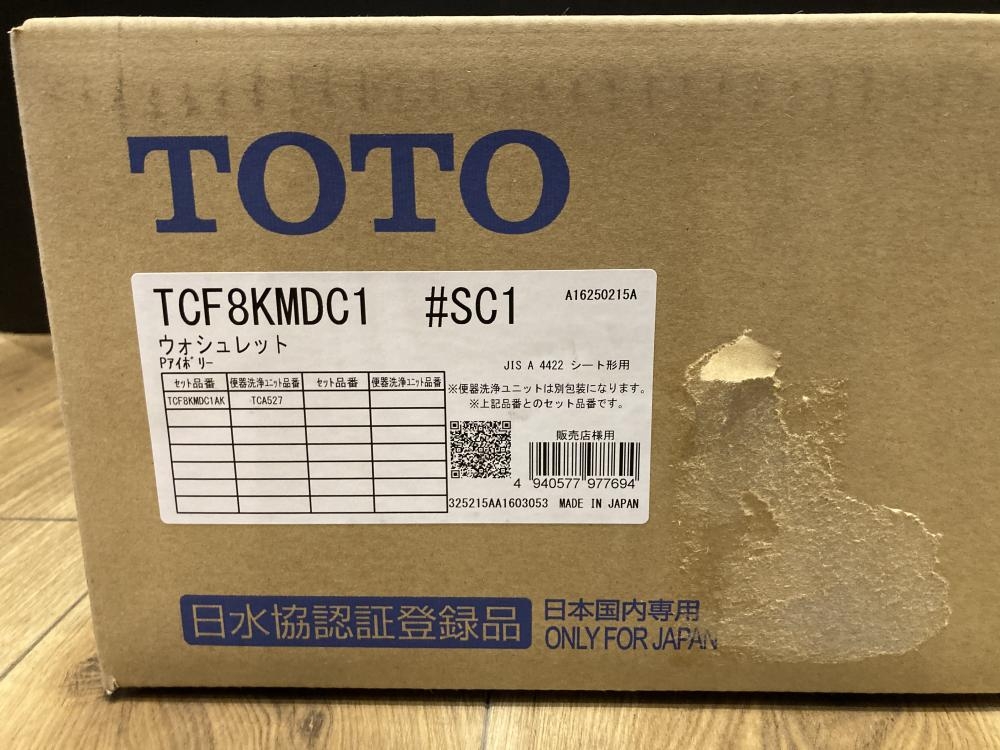 TOTO
TCF8KMDC1 #SC1 A16250215A
ウォシュレット
Pアイボリー
JIS A 4422 シート形用
セット品番 便器洗浄ユニット品番 セット品番 便器洗浄ユニット品番
TCF8KMDC1AK TCA527
※便器洗浄ユニットは別包装になります。
※上記品番とのセット品番です。
販売店様用
4 940577 977694
325215AA1603053 MADE IN JAPAN
日水協認証登録品
日本国内専用
ONLY FOR JAPAN